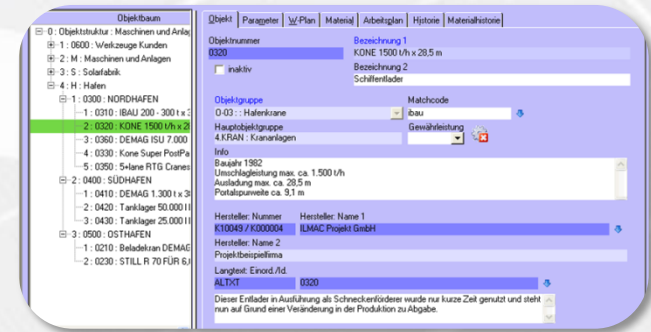 Objektbaum
0 : Objektstruktur : Maschinen und Anlag
1 : 0600 : Werkzeuge Kunden
2 : M : Maschinen und Anlagen
3 : S : Solarfabrik
4 : H : Hafen
1 : 0300 : NORDHAFEN
1 : 0310 : IBAU 200 - 300 t x
2 : 0320 : KONE 1500 t/h x 28
3 : 0360 : DEMAG ISU 7.000
4 : 0330 : Kone Super PostPa
5 : 0350 : 5+lane RTG Cranes
2 : 0400 : SÜDHAFEN
1 : 0410 : DEMAG 1.300 t x
2 : 0420 : Tanklager 50.000
3 : 0430 : Tanklager 25.000
3 : 0500 : OSTHAFEN
1 : 0210 : Beladekran DEMAG
2 : 0230 : STILL R 70 FÜR 6,
Objekt Parameter W-Plan Material Arbeitsplan Historie Materialhistorie
Objektnummer Bezeichnung 1
0320 KONE 1500 t/h x 28,5 m
inaktiv Bezeichnung 2
Schiffentlader
Objektgruppe Matchcode
O-03 : : Hafenkrane ibau
Hauptobjektgruppe Gewährleistung
4.KRAN : Krananlagen
Info
Baujahr 1982
Umschlagleistung max. ca. 1.500 t/h
Ausladung max. ca. 28,5 m
Portalspurweite ca. 9,1 m
Hersteller: Nummer Hersteller: Name 1
K10049 / K000004 ILMAC Projekt GmbH
Hersteller: Name 2
Projektbeispielfirma
Langtext: Einord./Id.
ALTXT 0320
Dieser Entlader in Ausführung als Schneckenförderer wurde nur kurze Zeit genutzt und steht
nun auf Grund einer Veränderung in der Produktion zu Abgabe.